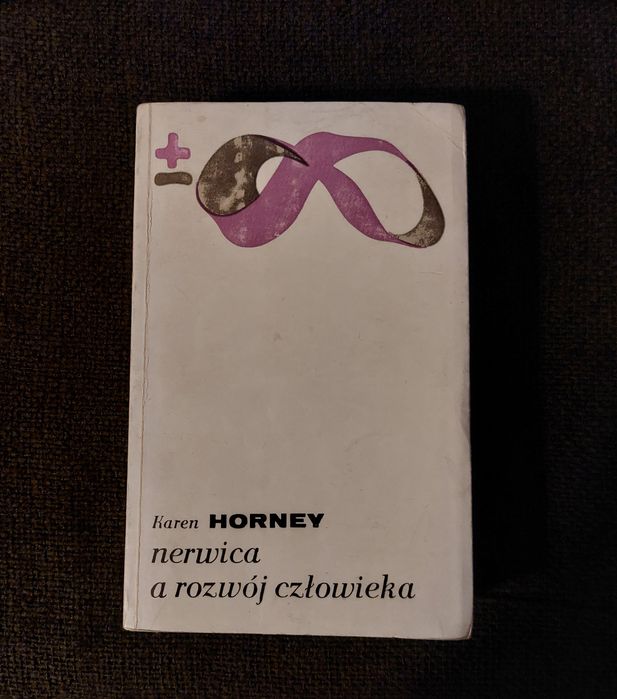 ±
Karen HORNEY
nerwica
a rozwój człowieka